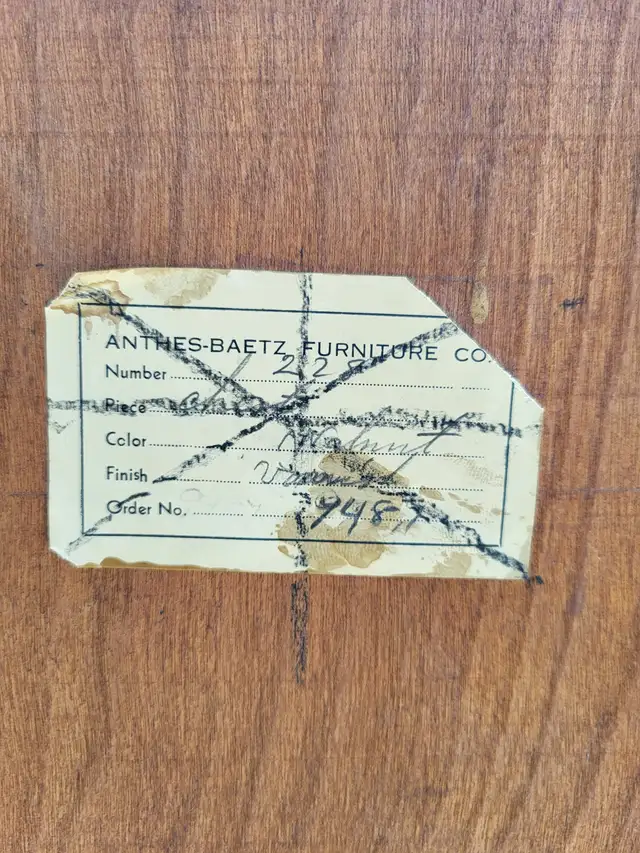 ANTHES-BAETZ FURNITURE CO.
Number 22
Piece
Color Walnut
Finish
Order No. 948